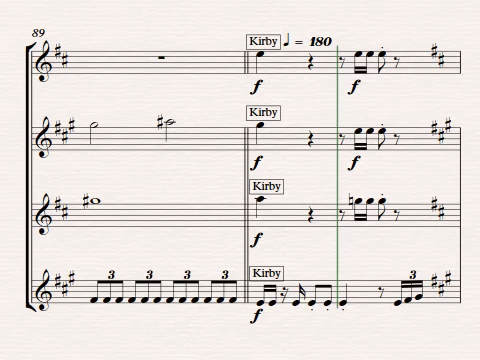 89
Kirby ♩ = 180
f f
Kirby
f f
Kirby
f
3 3 3 3 Kirby 3
f